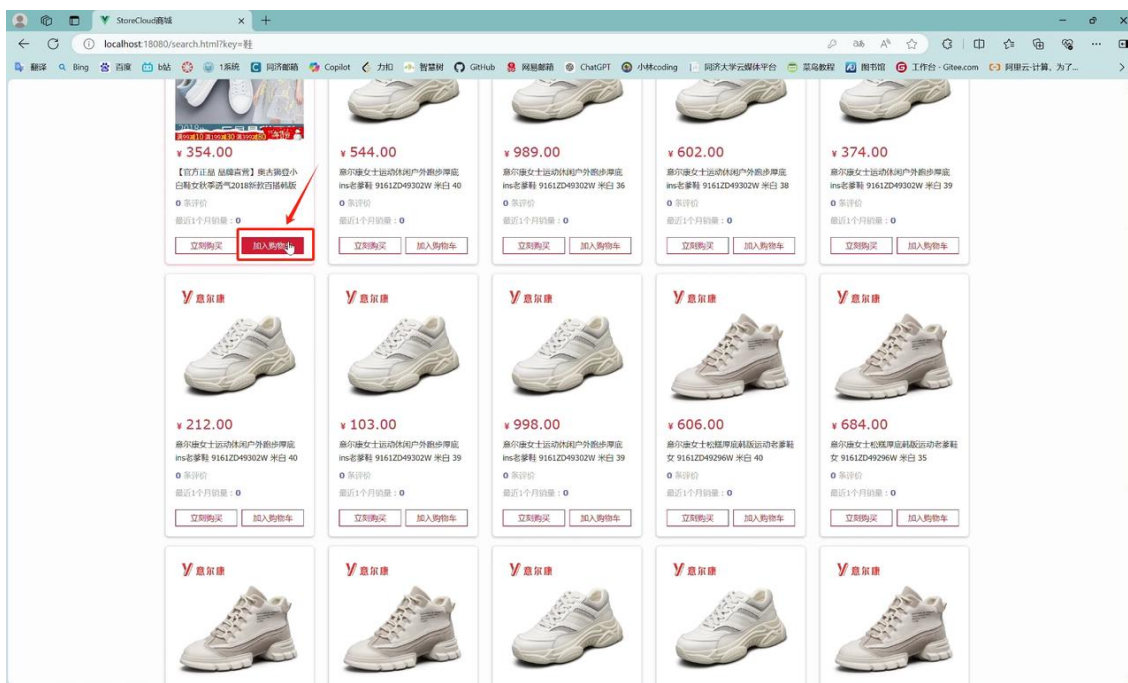 StoreCloud商城
localhost:18080/search.html?key=鞋
翻译 Bing 百度 b站 1系统 同济邮箱 Copilot 力扣 智慧树 GitHub 网易邮箱 ChatGPT 小林coding 同济大学云媒体平台 菜鸟教程 图书馆 工作台 - Gitee.com 阿里云-计算，为了...
¥ 354.00 ¥ 544.00 ¥ 989.00 ¥ 602.00 ¥ 374.00
【官方正品 品牌直营】奥古狮登小 意尔康女士运动休闲户外跑步厚底 意尔康女士运动休闲户外跑步厚底 意尔康女士运动休闲户外跑步厚底 意尔康女士运动休闲户外跑步厚底
白鞋女秋季透气2018新款百搭韩版 ins老爹鞋 9161ZD49302W 米白 40 ins老爹鞋 9161ZD49302W 米白 36 ins老爹鞋 9161ZD49302W 米白 38 ins老爹鞋 9161ZD49302W 米白 39
0 条评价 0 条评价 0 条评价 0 条评价 0 条评价
最近1个月销量：0 最近1个月销量：0 最近1个月销量：0 最近1个月销量：0 最近1个月销量：0
立刻购买 加入购物车 立刻购买 加入购物车 立刻购买 加入购物车 立刻购买 加入购物车 立刻购买 加入购物车
意尔康 意尔康 意尔康 意尔康 意尔康
¥ 212.00 ¥ 103.00 ¥ 998.00 ¥ 606.00 ¥ 684.00
意尔康女士运动休闲户外跑步厚底 意尔康女士运动休闲户外跑步厚底 意尔康女士运动休闲户外跑步厚底 意尔康女士松糕厚底韩版运动老爹鞋 意尔康女士松糕厚底韩版运动老爹鞋
ins老爹鞋 9161ZD49302W 米白 40 ins老爹鞋 9161ZD49302W 米白 39 ins老爹鞋 9161ZD49302W 米白 39 女 9161ZD49296W 米白 40 女 9161ZD49296W 米白 35
0 条评价 0 条评价 0 条评价 0 条评价 0 条评价
最近1个月销量：0 最近1个月销量：0 最近1个月销量：0 最近1个月销量：0 最近1个月销量：0
立刻购买 加入购物车 立刻购买 加入购物车 立刻购买 加入购物车 立刻购买 加入购物车 立刻购买 加入购物车
意尔康 意尔康 意尔康 意尔康 意尔康